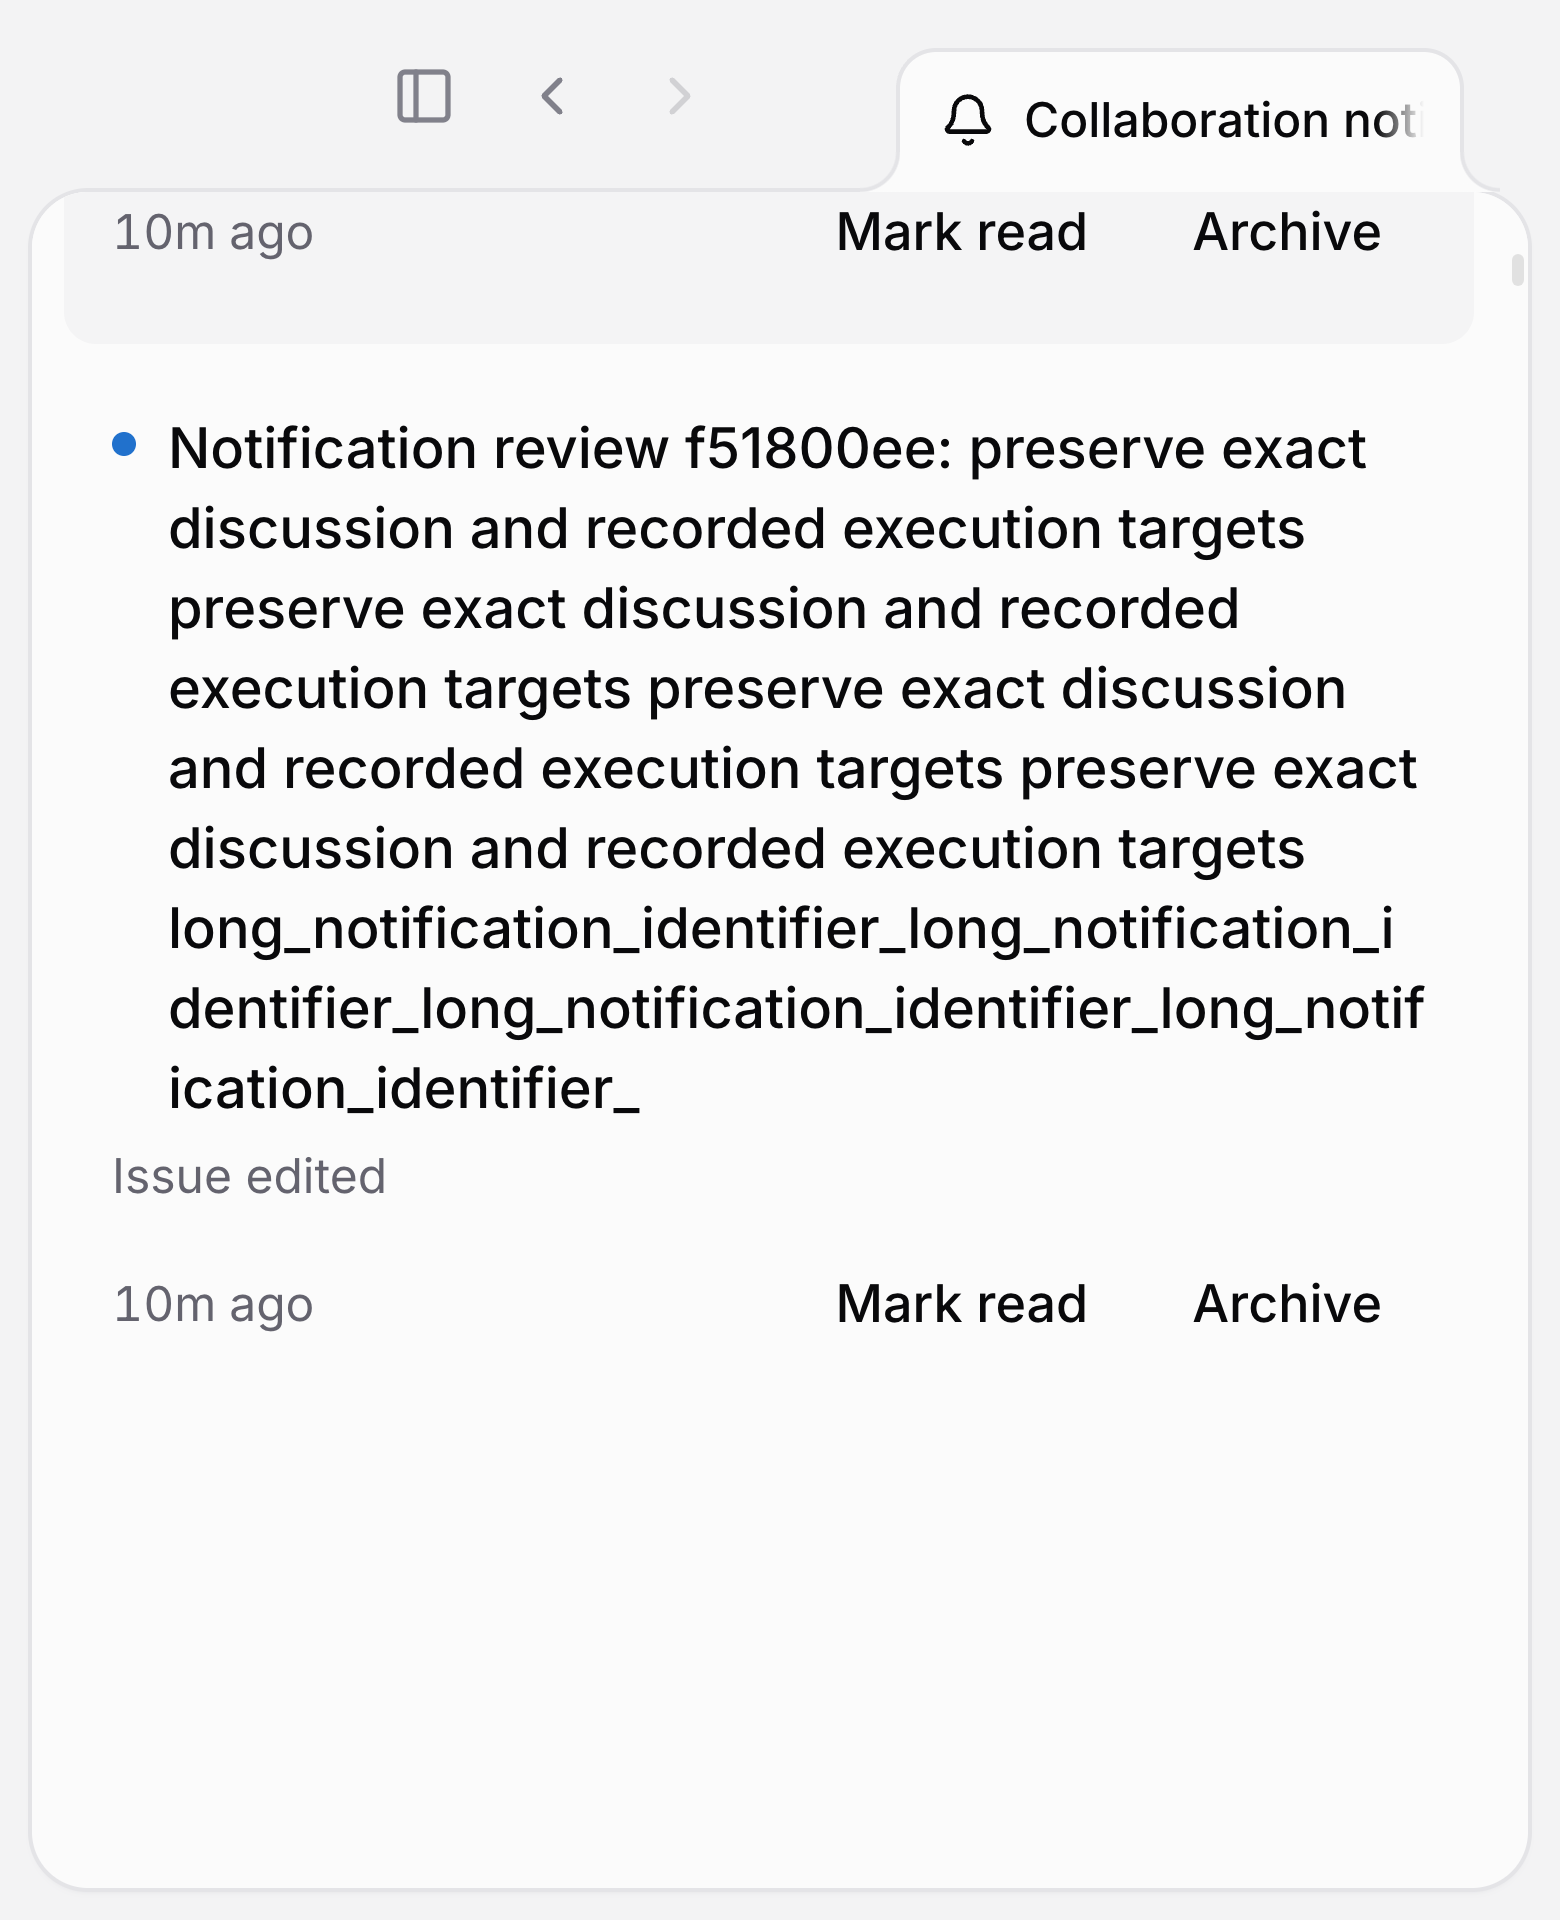 Collaboration not
10m ago Mark read Archive
Notification review f51800ee: preserve exact
discussion and recorded execution targets
preserve exact discussion and recorded
execution targets preserve exact discussion
and recorded execution targets preserve exact
discussion and recorded execution targets
long_notification_identifier_long_notification_i
dentifier_long_notification_identifier_long_notif
ication_identifier_
Issue edited
10m ago Mark read Archive